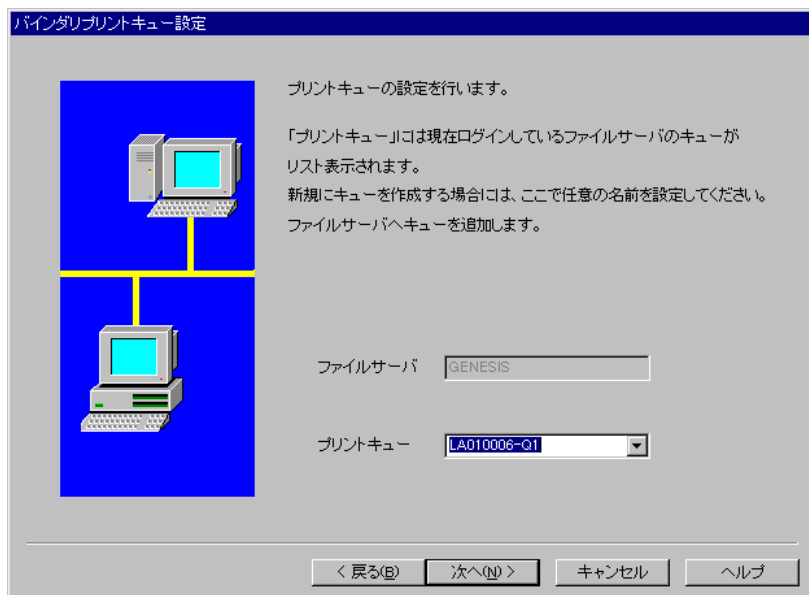 バインダリプリントキュー設定
プリントキューの設定を行います。
「プリントキュー」には現在ログインしているファイルサーバのキューが
リスト表示されます。
新規にキューを作成する場合には、ここで任意の名前を設定してください。
ファイルサーバへキューを追加します。
ファイルサーバ GENESIS
プリントキュー LA010006-Q1
< 戻る(B) 次へ(N) > キャンセル ヘルプ